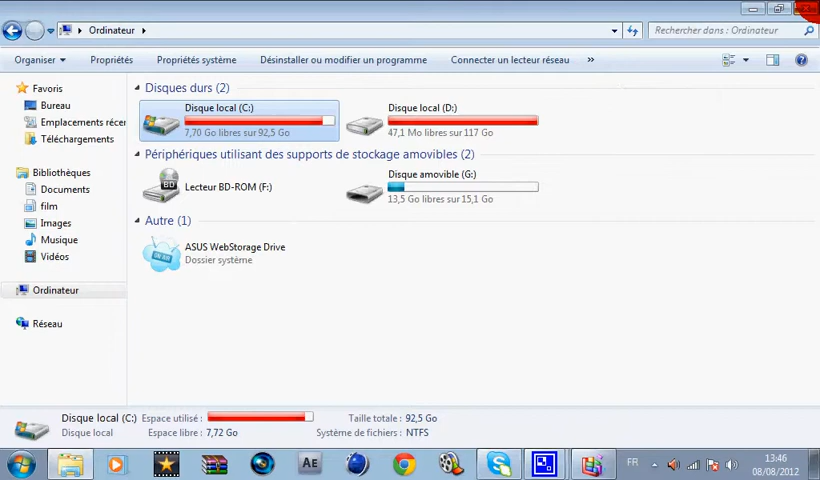 Ordinateur
Rechercher dans : Ordinateur
Organiser
Propriétés
Propriétés système
Désinstaller ou modifier un programme
Connecter un lecteur réseau
»
Favoris
Bureau
Emplacements récer
Téléchargements
Bibliothèques
Documents
film
Images
Musique
Vidéos
Ordinateur
Réseau
Disques durs (2)
Disque local (C:)
7,70 Go libres sur 92,5 Go
Disque local (D:)
47,1 Mo libres sur 117 Go
Périphériques utilisant des supports de stockage amovibles (2)
BD
Lecteur BD-ROM (F:)
Disque amovible (G:)
13,5 Go libres sur 15,1 Go
Autre (1)
ON AIR
ASUS WebStorage Drive
Dossier système
Disque local (C:) Espace utilisé : Taille totale : 92,5 Go
Disque local Espace libre : 7,72 Go Système de fichiers : NTFS
AE
FR
13:46
08/08/2012